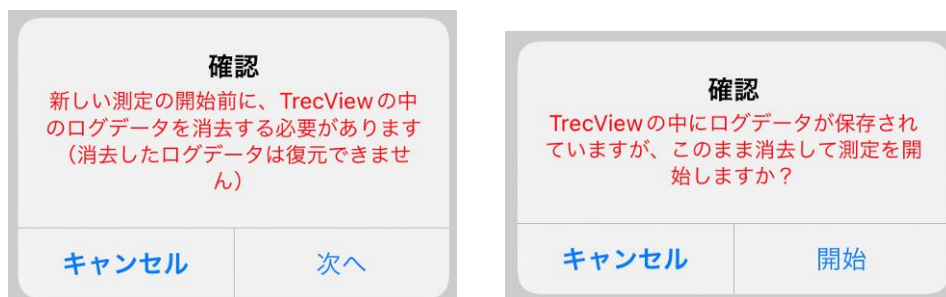 確認
新しい測定の開始前に、TrecViewの中
のログデータを消去する必要があります
（消去したログデータは復元できませ
ん）
キャンセル
次へ
確認
TrecViewの中にログデータが保存され
ていますが、このまま消去して測定を開
始しますか？
キャンセル
開始